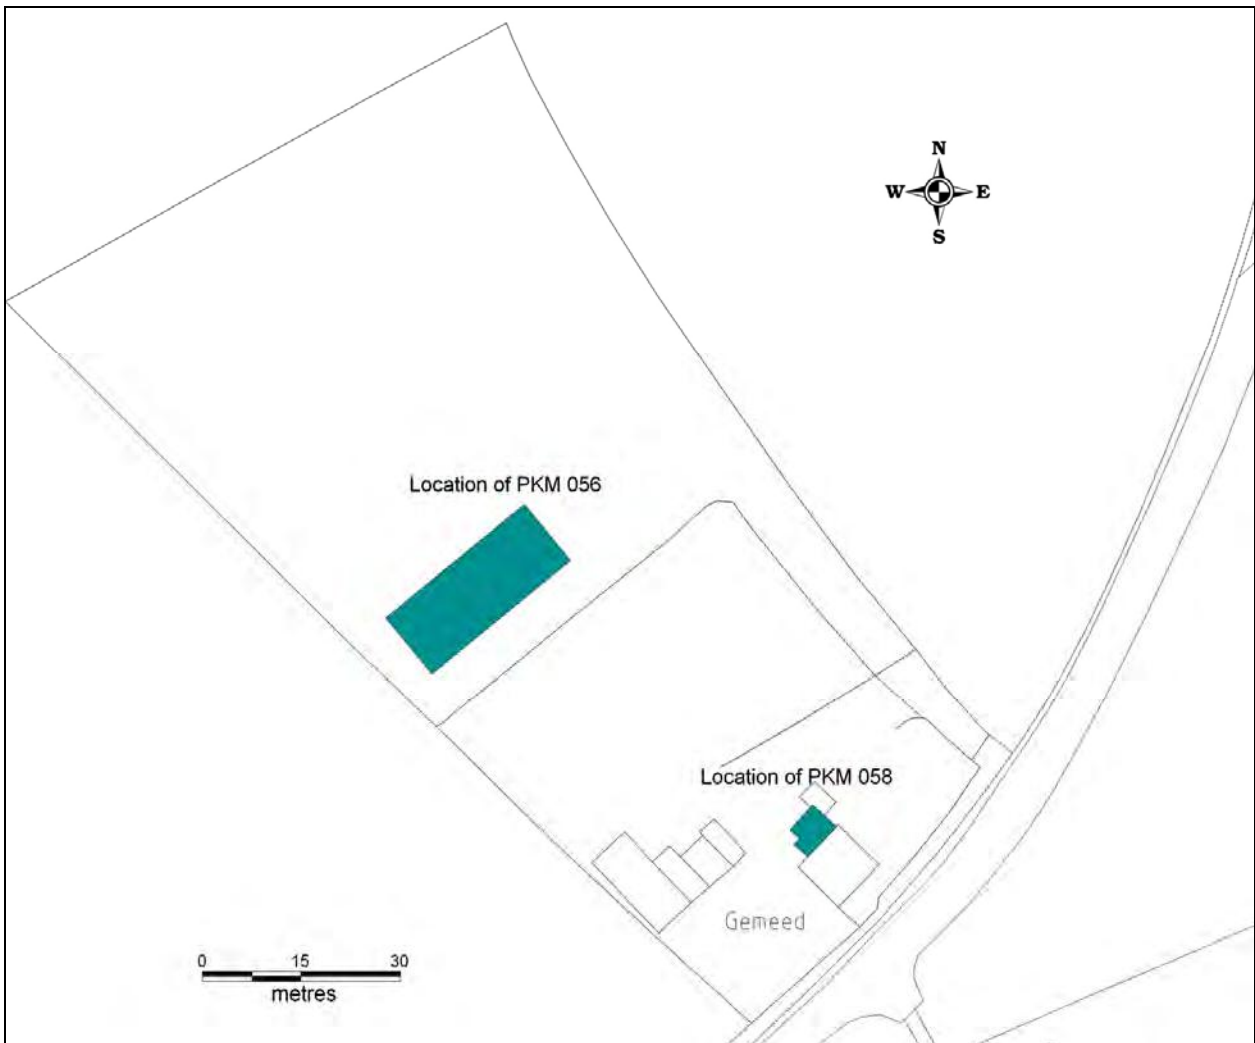 N
W E
S
Location of PKM 056
Location of PKM 058
Gemeed
0 15 30
metres